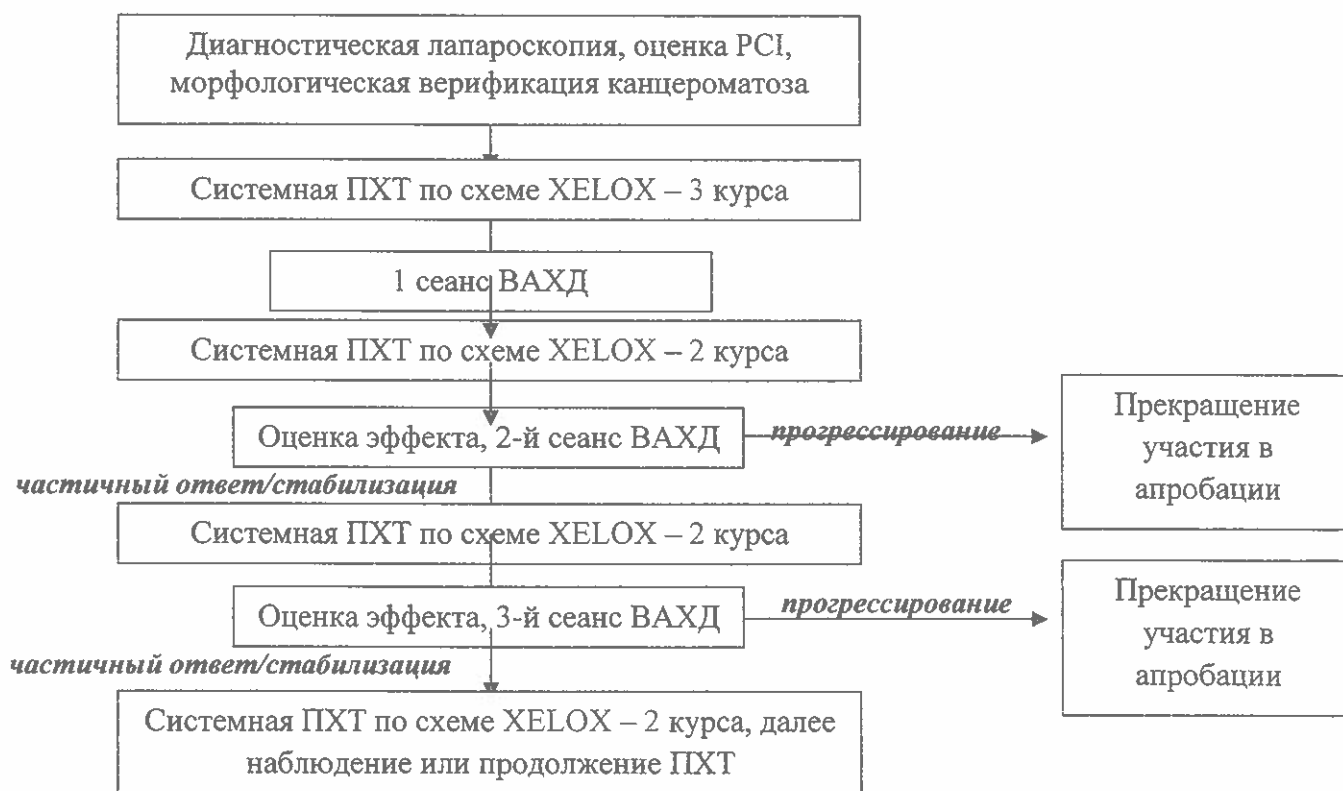 Диагностическая лапароскопия, оценка PCI,
морфологическая верификация канцероматоза
Системная ПХТ по схеме XELOX – 3 курса
1 сеанс ВАХД
Системная ПХТ по схеме XELOX – 2 курса
Оценка эффекта, 2-й сеанс ВАХД
прогрессирование
Прекращение
участия в
апробации
частичный ответ/стабилизация
Системная ПХТ по схеме XELOX – 2 курса
Оценка эффекта, 3-й сеанс ВАХД
прогрессирование
Прекращение
участия в
апробации
частичный ответ/стабилизация
Системная ПХТ по схеме XELOX – 2 курса, далее
наблюдение или продолжение ПХТ